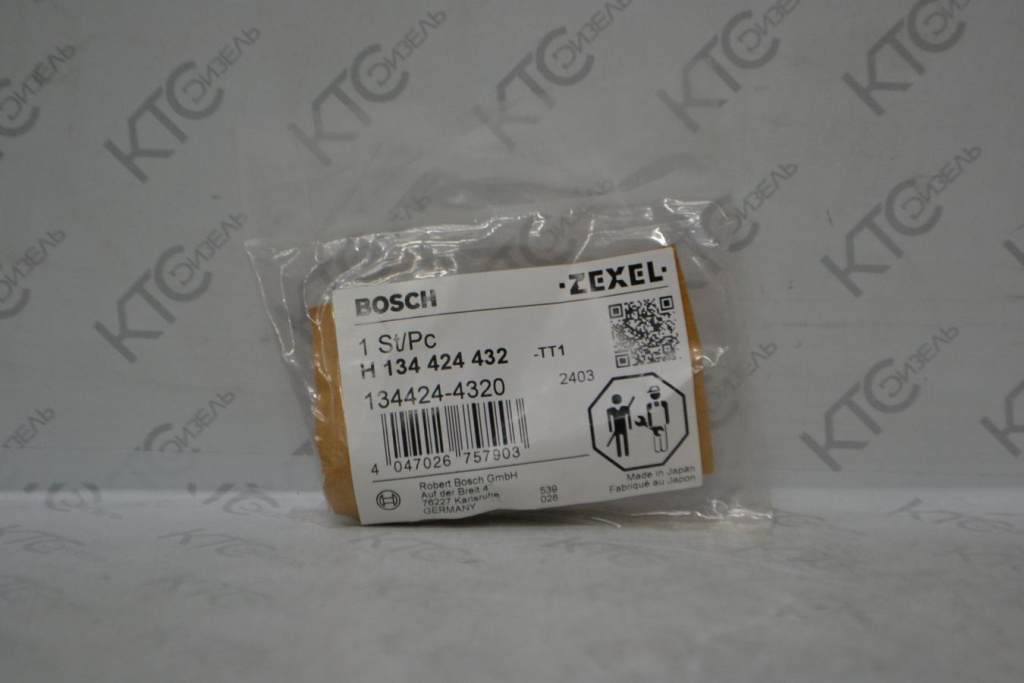 BOSCH
·ZEXEL·
1 St/Pc
H 134 424 432 -TT1
134424-4320
2403
4 047026 757903
Robert Bosch GmbH
Auf der Breit 4
76227 Karlsruhe
GERMANY
539
028
Made in Japan
Fabriqué au Japon
КТС ДИЗЕЛЬ